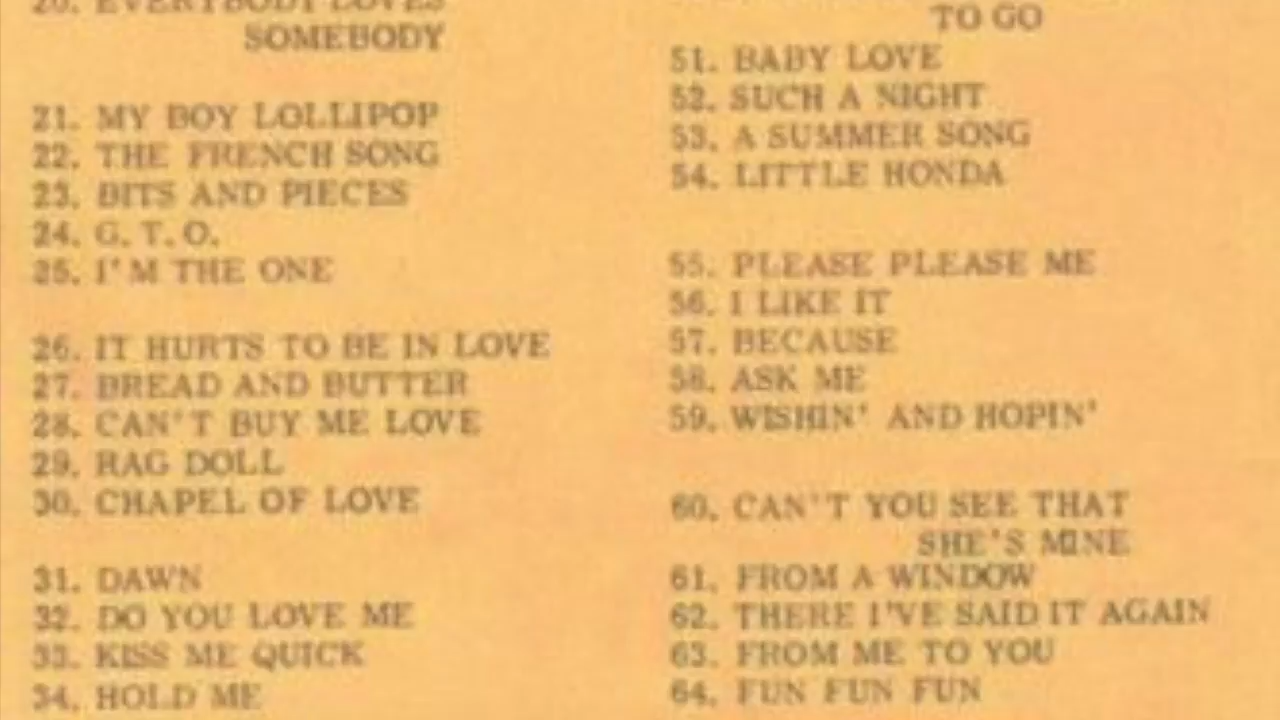 20. EVERYBODY LOVES
SOMEBODY
21. MY BOY LOLLIPOP
22. THE FRENCH SONG
23. BITS AND PIECES
24. G. T. O.
25. I'M THE ONE
26. IT HURTS TO BE IN LOVE
27. BREAD AND BUTTER
28. CAN'T BUY ME LOVE
29. RAG DOLL
30. CHAPEL OF LOVE
31. DAWN
32. DO YOU LOVE ME
33. KISS ME QUICK
34. HOLD ME
TO GO
51. BABY LOVE
52. SUCH A NIGHT
53. A SUMMER SONG
54. LITTLE HONDA
55. PLEASE PLEASE ME
56. I LIKE IT
57. BECAUSE
58. ASK ME
59. WISHIN' AND HOPIN'
60. CAN'T YOU SEE THAT
SHE'S MINE
61. FROM A WINDOW
62. THERE I'VE SAID IT AGAIN
63. FROM ME TO YOU
64. FUN FUN FUN